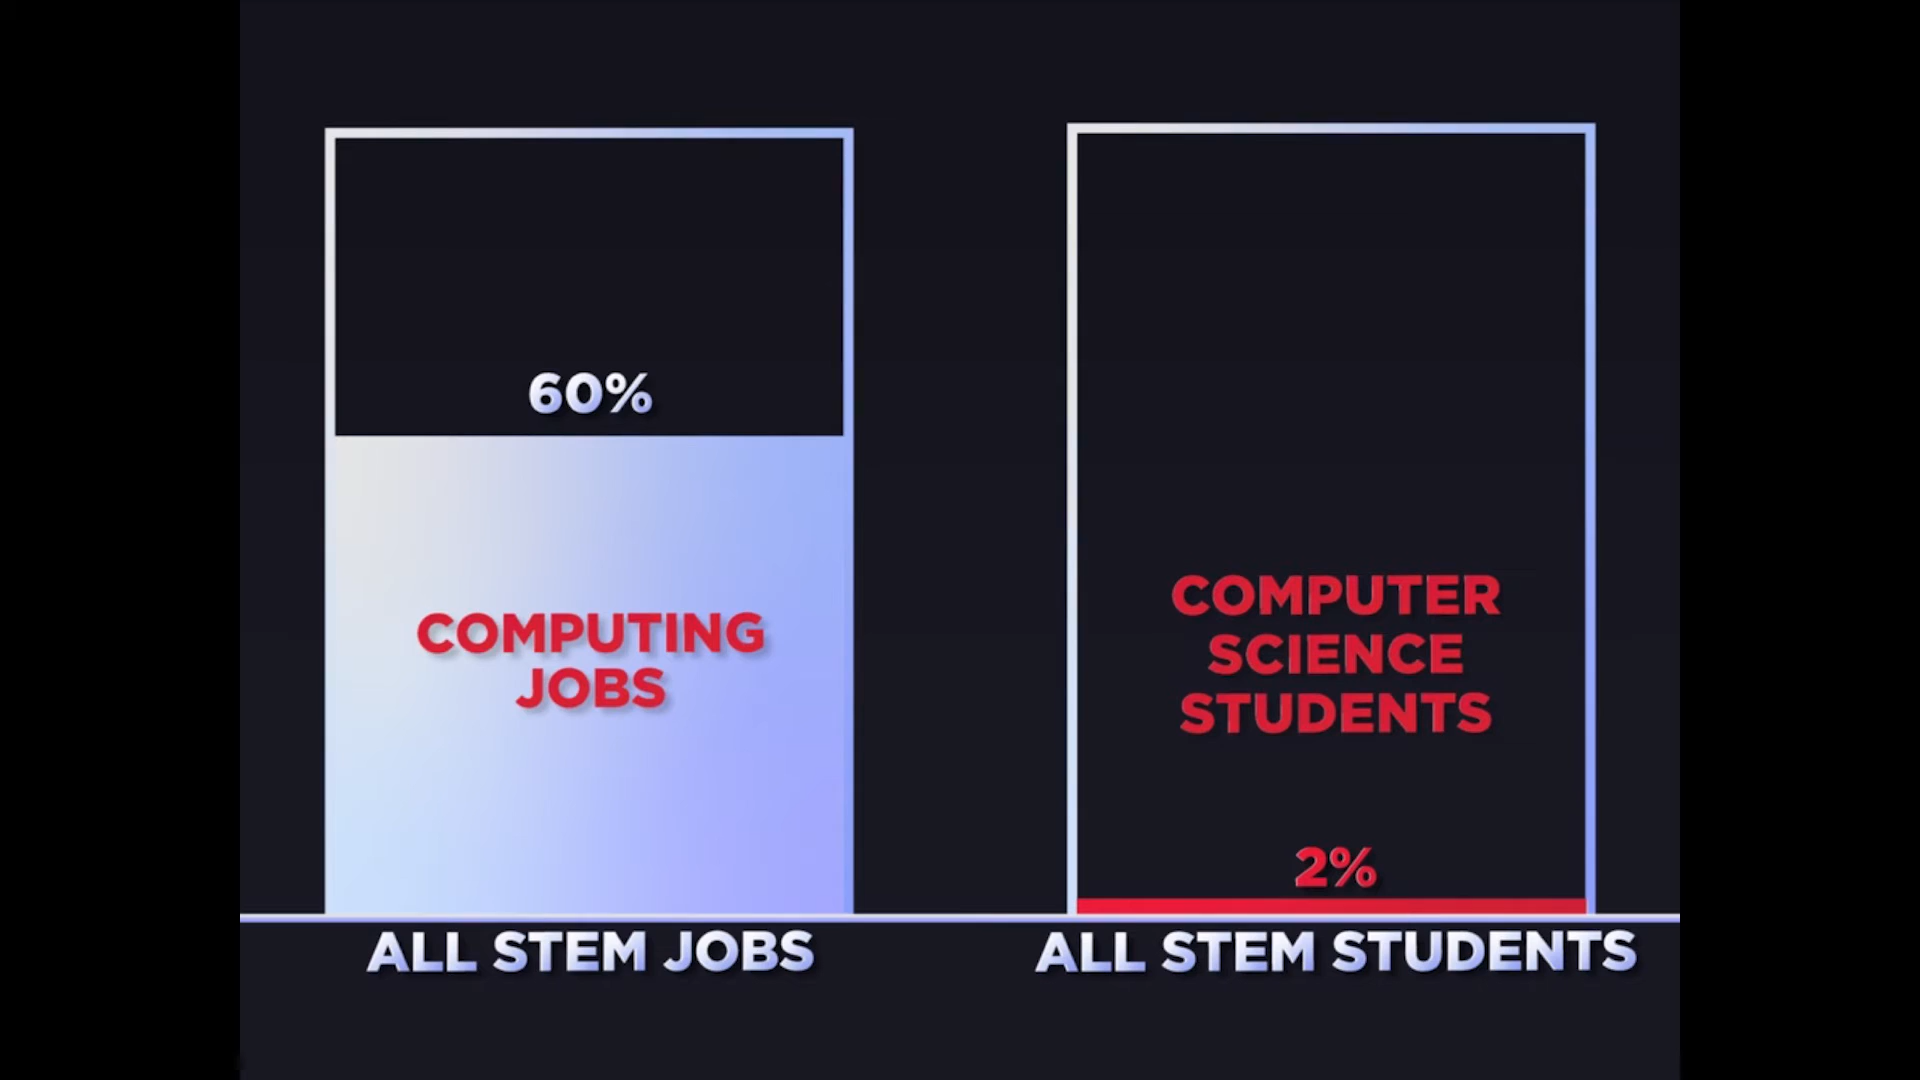 60%
COMPUTING
JOBS
ALL STEM JOBS
COMPUTER
SCIENCE
STUDENTS
2%
ALL STEM STUDENTS